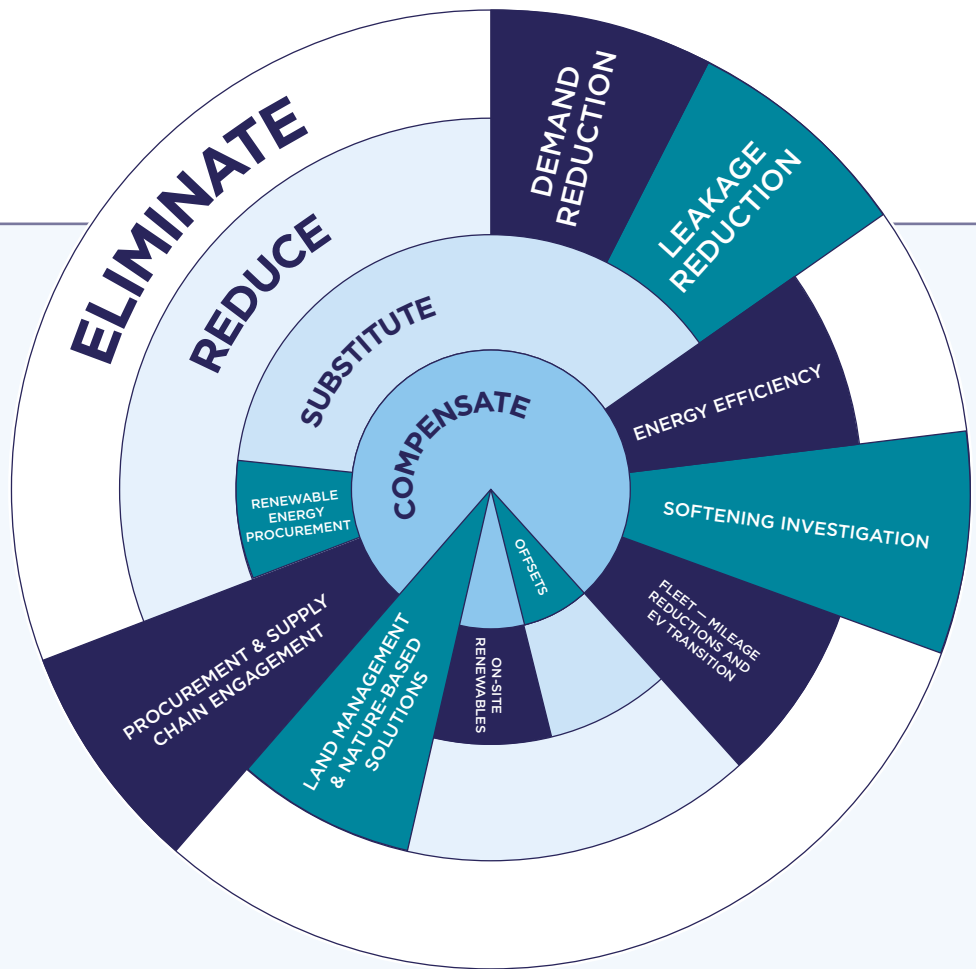 ELIMINATE
REDUCE
SUBSTITUTE
COMPENSATE
DEMAND
REDUCTION
LEAKAGE
REDUCTION
ENERGY EFFICIENCY
SOFTENING INVESTIGATION
FLEET — MILEAGE
REDUCTIONS AND
EV TRANSITION
OFFSETS
ON-SITE
RENEWABLES
LAND MANAGEMENT
& NATURE-BASED
SOLUTIONS
PROCUREMENT & SUPPLY
CHAIN ENGAGEMENT
RENEWABLE
ENERGY
PROCUREMENT